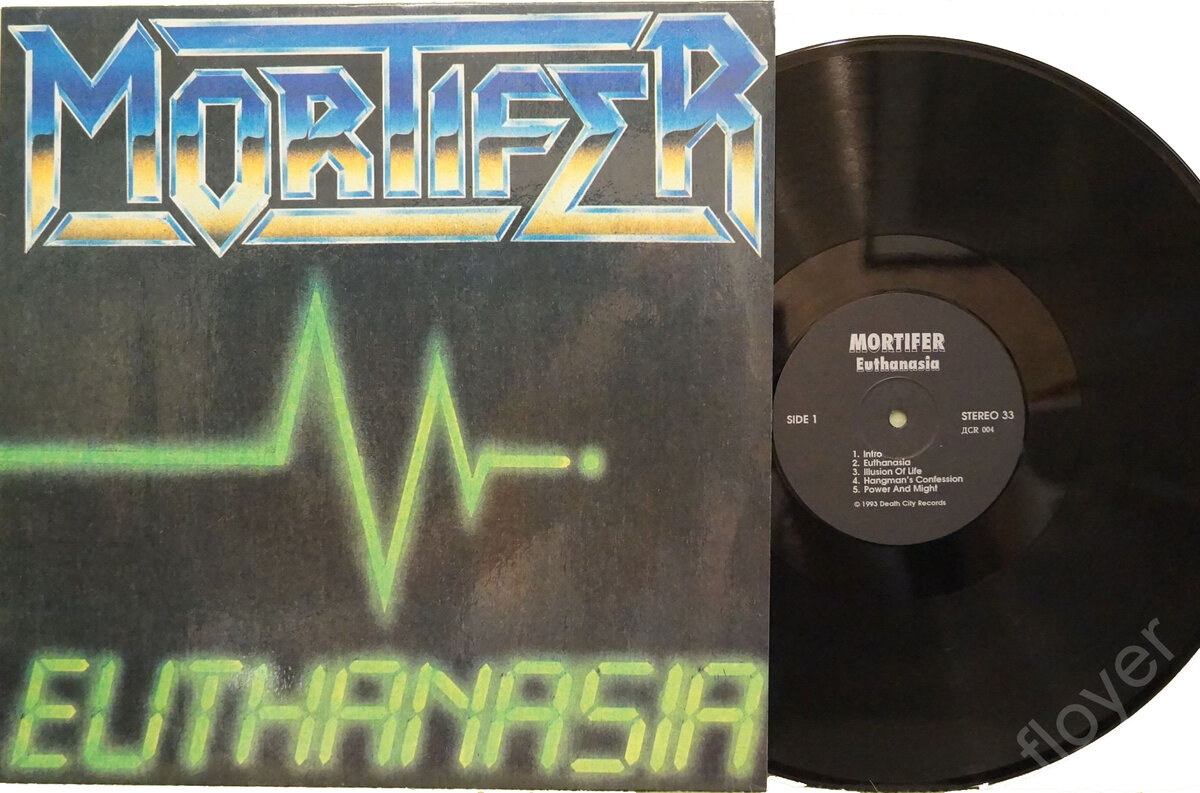 MORTIFER
EUTHANASIA
MORTIFER
Euthanasia
SIDE 1
STEREO 33
ДCR 004
1. Intro
2. Euthanasia
3. Illusion Of Life
4. Hangman's Confession
5. Power And Might
© 1993 Death City Records
floyer